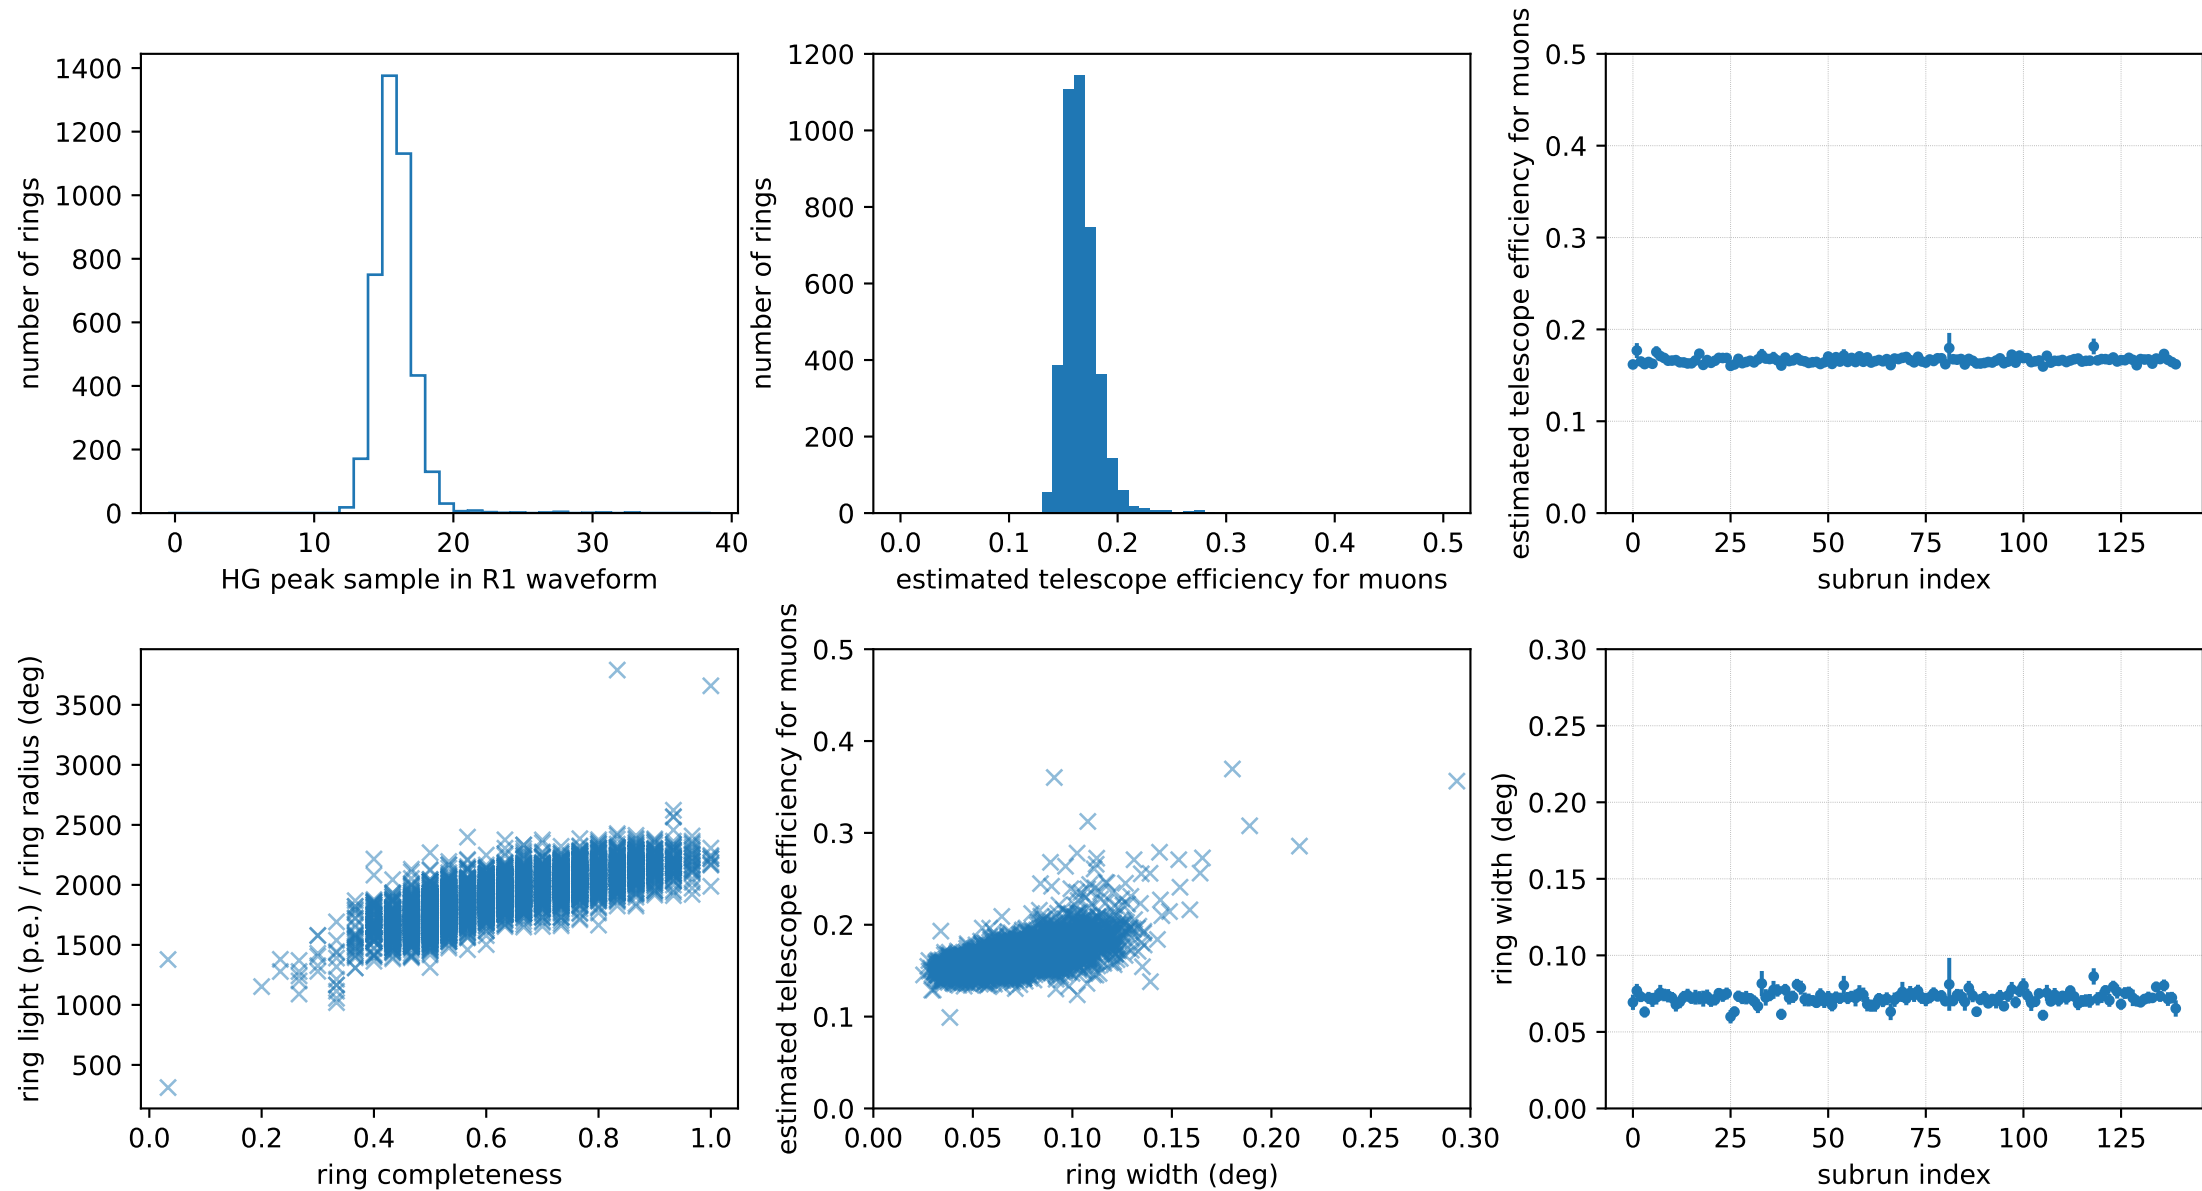 number of rings
1400
1200
1000
800
600
400
200
0
0 10 20 30 40
HG peak sample in R1 waveform
number of rings
1200
1000
800
600
400
200
0
0.0 0.1 0.2 0.3 0.4 0.5
estimated telescope efficiency for muons
estimated telescope efficiency for muons
0.5
0.4
0.3
0.2
0.1
0.0
0 25 50 75 100 125
subrun index
ring light (p.e.) / ring radius (deg)
3500
3000
2500
2000
1500
1000
500
0.0 0.2 0.4 0.6 0.8 1.0
ring completeness
estimated telescope efficiency for muons
0.5
0.4
0.3
0.2
0.1
0.0
0.00 0.05 0.10 0.15 0.20 0.25 0.30
ring width (deg)
ring width (deg)
0.30
0.25
0.20
0.15
0.10
0.05
0.00
0 25 50 75 100 125
subrun index